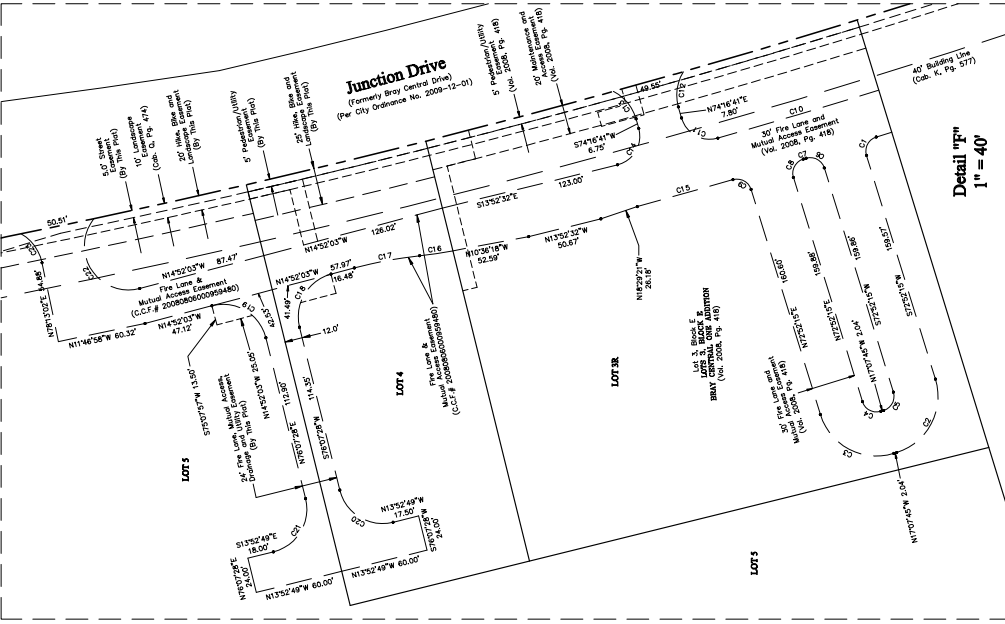 Junction Drive
(Formerly Bray Central Drive)
(Per City Ordinance No. 2009-12-01)
5' Pedestrian/Utility
Easement
(Vol. 2008, Pg. 418)
20' Maintenance and
Access Easement
(Vol. 2008, Pg. 418)
40' Building Line
(Cab. K, Pg. 577)
5.0' Street
Easement
(By This Plat)
10' Landscape
Easement
(Cab. O, Pg. 474)
20' Hike, Bike and
Landscape Easement
(By This Plat)
5' Pedestrian/Utility
Easement
(By This Plat)
25' Hike, Bike and
Landscape Easement
(By This Plat)
49.55'
C12
N74°16'41"E
7.80'
C10
C11
S74°16'41"W
6.75'
C13
C14
30' Fire Lane and
Mutual Access Easement
(Vol. 2008, Pg. 418)
C1
C7
C8
C6
Detail "F"
1" = 40'
50.51'
C23
C22
54.88'
N78°13'02"E
N14°52'03"W
87.47'
126.02'
N14°52'03"W
S13°52'32"E
123.00'
C15
C9
Fire Lane &
Mutual Access Easement
(C.C.F.# 20080806000959480)
N11°46'58"W 60.32'
N14°52'03"W
47.12'
C19
42.53'
N14°52'03"W
57.97'
16.48'
C18
41.49'
C17
C16
N10°36'18"W
52.59'
N13°52'32"W
50.67'
N18°29'21"W
26.18'
12.0'
S75°07'57"W 13.50'
N14°52'03"W 25.05'
112.90'
N76°07'28"E
114.35'
S76°07'28"W
Fire Lane &
Mutual Access Easement
(C.C.F.# 20080806000959480)
LOT 4
LOT 3R
Lot 3, Block E
LOTS 3, BLOCK E
BRAY CENTRAL ONE ADDITION
(Vol. 2008, Pg. 418)
160.60'
N72°52'15"E
159.88'
N72°52'15"E
159.86'
S72°52'15"W
159.57'
S72°52'15"W
N17°07'45"W 2.04'
C4
C5
C2
C3
30' Fire Lane and
Mutual Access Easement
(Vol. 2008, Pg. 418)
N17°07'45"W 2.04'
LOT 5
24' Fire Lane, Mutual Access,
Drainage and Utility Easement
(By This Plat)
C21
C20
S13°52'49"E
18.00'
N76°07'28"E
24.00'
N13°52'49"W 60.00'
N13°52'49"W 60.00'
N13°52'49"W
17.50'
S76°07'28"W
24.00'
LOT 5